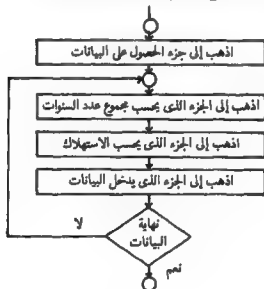 اذهب إلى جزء الحصول على البيانات
اذهب إلى الجزء الذى يحسب مجموع عدد السنوات
اذهب إلى الجزء الذى يحسب الاستهلاك
اذهب إلى الجزء الذى يدخل البيانات
نهاية
البيانات
لا
نعم